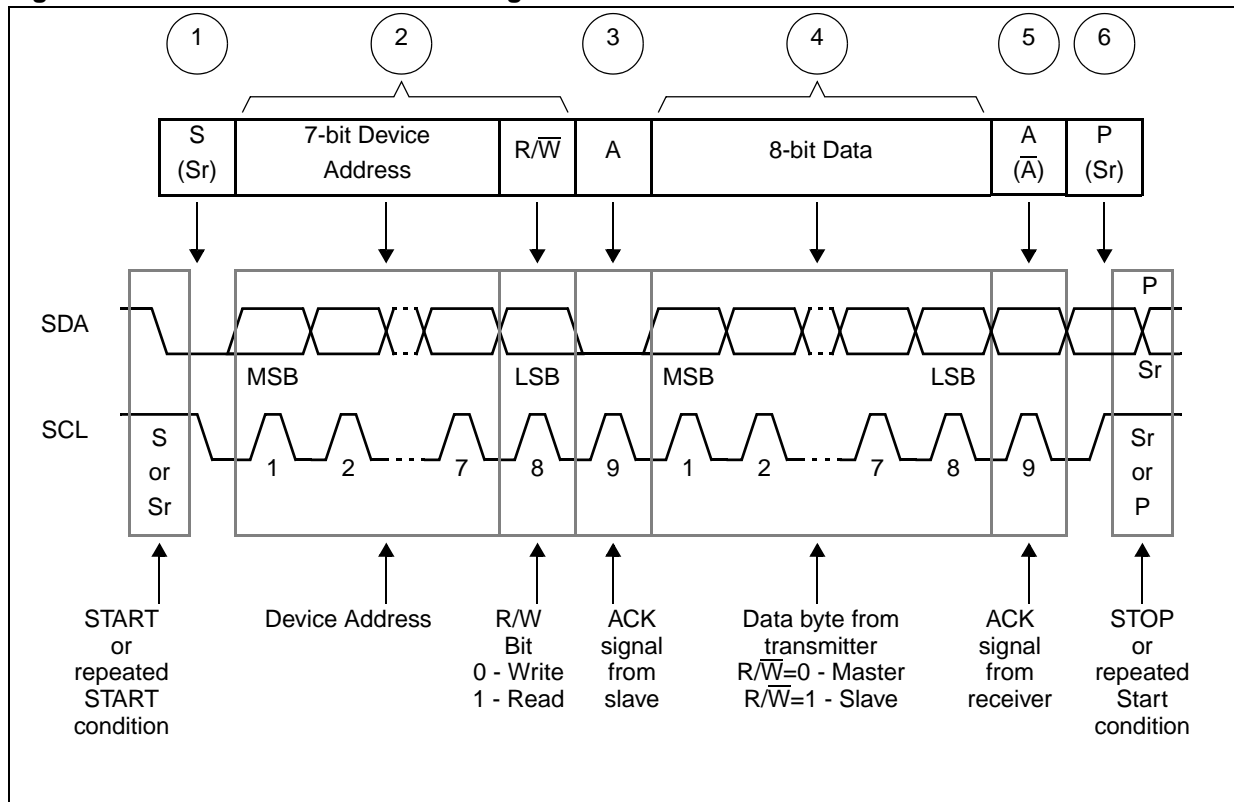 1 2 3 4 5 6
S
(Sr)
7-bit Device
Address
R/W̅
A
8-bit Data
A
(A̅)
P
(Sr)
SDA
MSB
LSB
MSB
LSB
P
Sr
SCL
S
or
Sr
1 2 7 8 9 1 2 7 8 9
Sr
or
P
START
or
repeated
START
condition
Device Address
R/W
Bit
0 - Write
1 - Read
ACK
signal
from
slave
Data byte from
transmitter
R/W̅=0 - Master
R/W̅=1 - Slave
ACK
signal
from
receiver
STOP
or
repeated
Start
condition